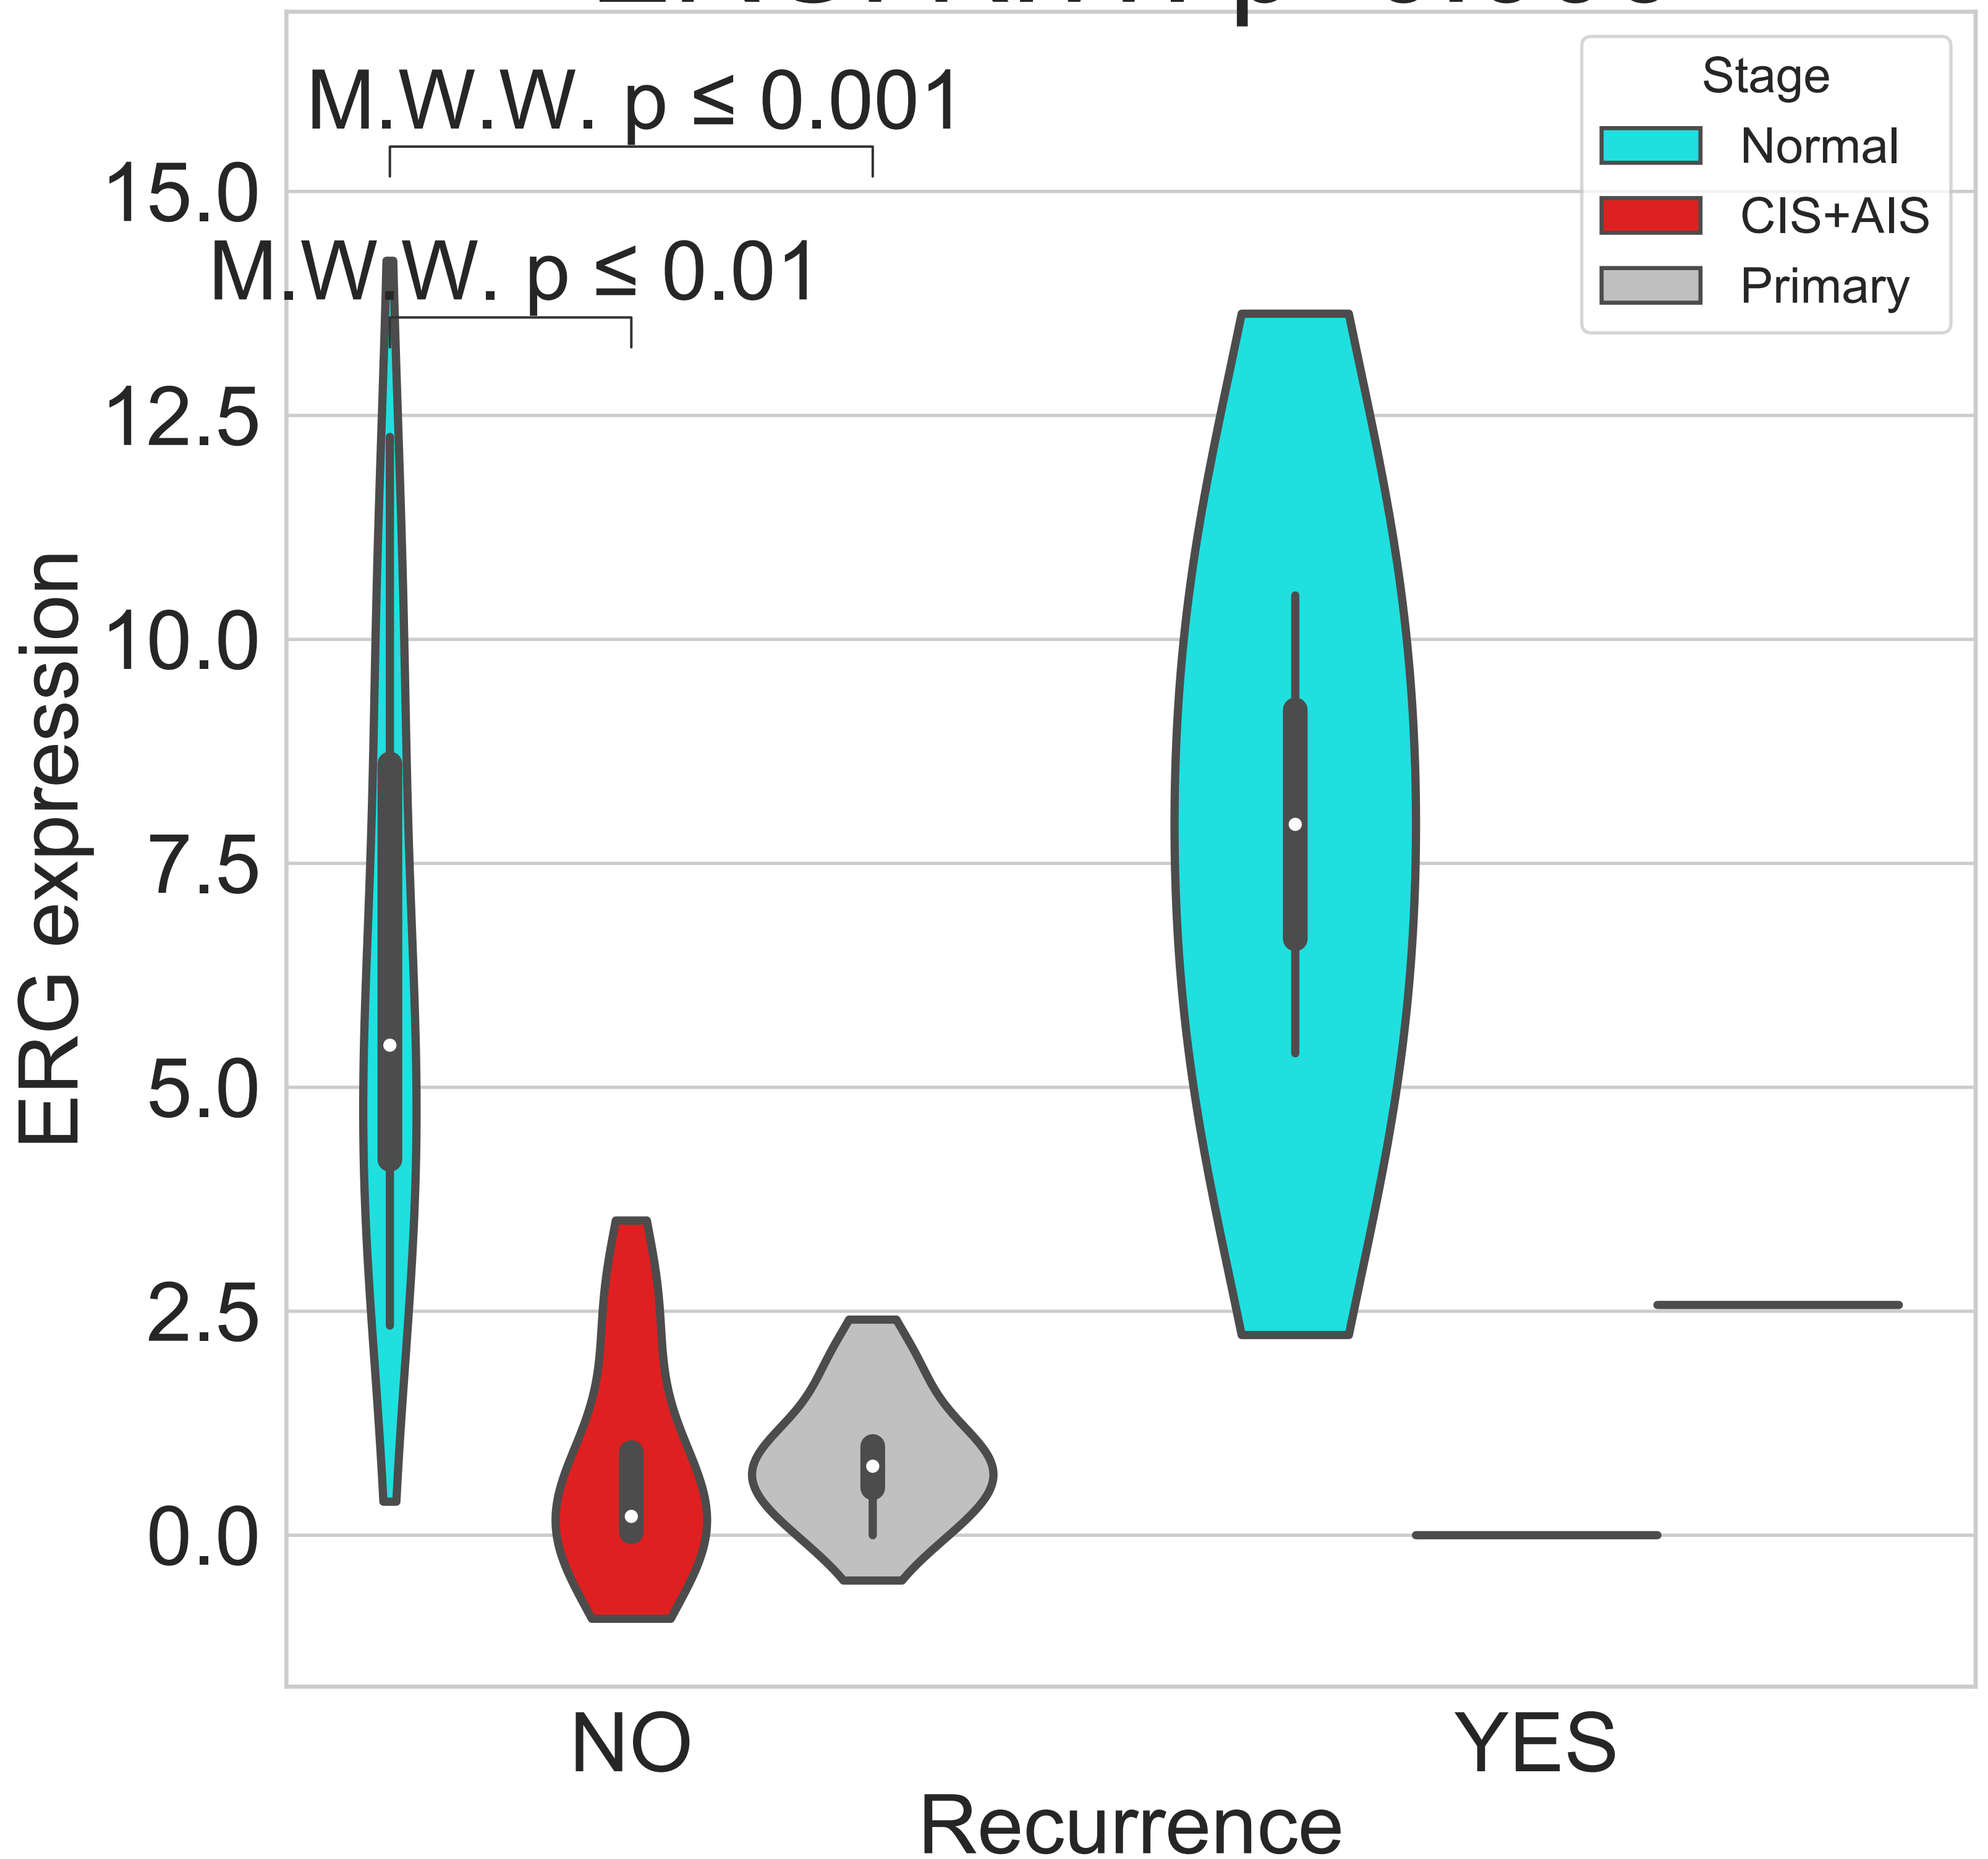 M.W.W. p ≤ 0.001
M.W.W. p ≤ 0.01
Stage
Normal
CIS+AIS
Primary
15.0
12.5
10.0
7.5
5.0
2.5
0.0
ERG expression
NO
YES
Recurrence